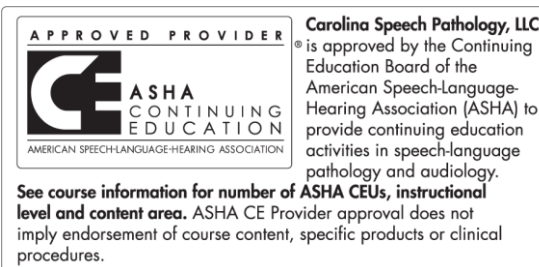 APPROVED PROVIDER
CE ASHA
CONTINUING
EDUCATION
AMERICAN SPEECH-LANGUAGE-HEARING ASSOCIATION
®
Carolina Speech Pathology, LLC
is approved by the Continuing
Education Board of the
American Speech-Language-
Hearing Association (ASHA) to
provide continuing education
activities in speech-language
pathology and audiology.
See course information for number of ASHA CEUs, instructional
level and content area. ASHA CE Provider approval does not
imply endorsement of course content, specific products or clinical
procedures.